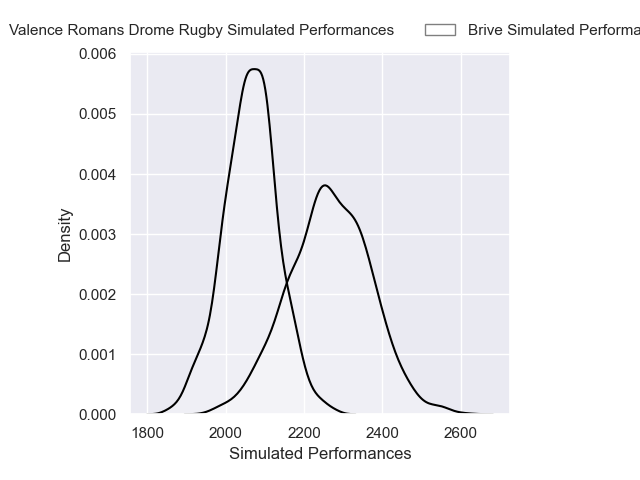 Valence Romans Drome Rugby Simulated Performances Brive Simulated Performa
0.006
0.005
0.004
0.003
0.002
0.001
0.000
Density
1800 2000 2200 2400 2600
Simulated Performances